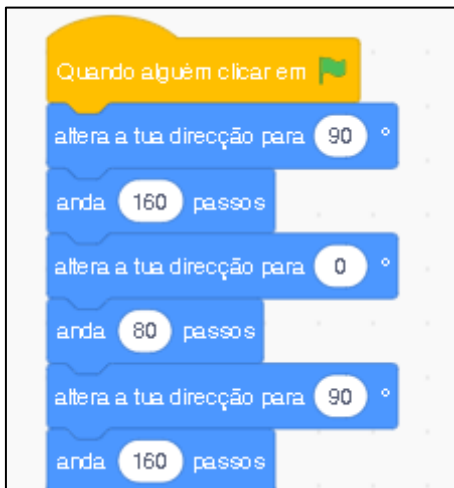 Quando alguém clicar em
altera a tua direcção para 90 °
anda 160 passos
altera a tua direcção para 0 °
anda 80 passos
altera a tua direcção para 90 °
anda 160 passos